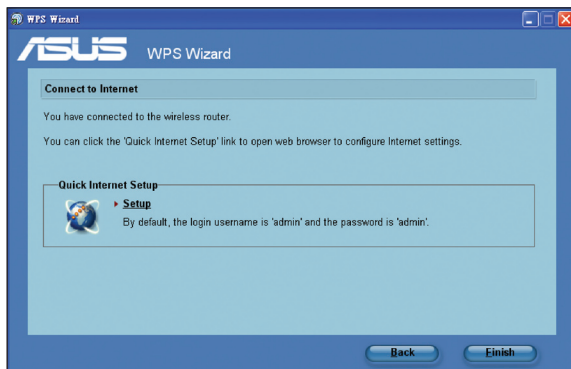 WPS Wizard
ASUS WPS Wizard
Connect to Internet
You have connected to the wireless router.
You can click the 'Quick Internet Setup' link to open web browser to configure Internet settings.
Quick Internet Setup
Setup
By default, the login username is 'admin' and the password is 'admin'.
Back Finish